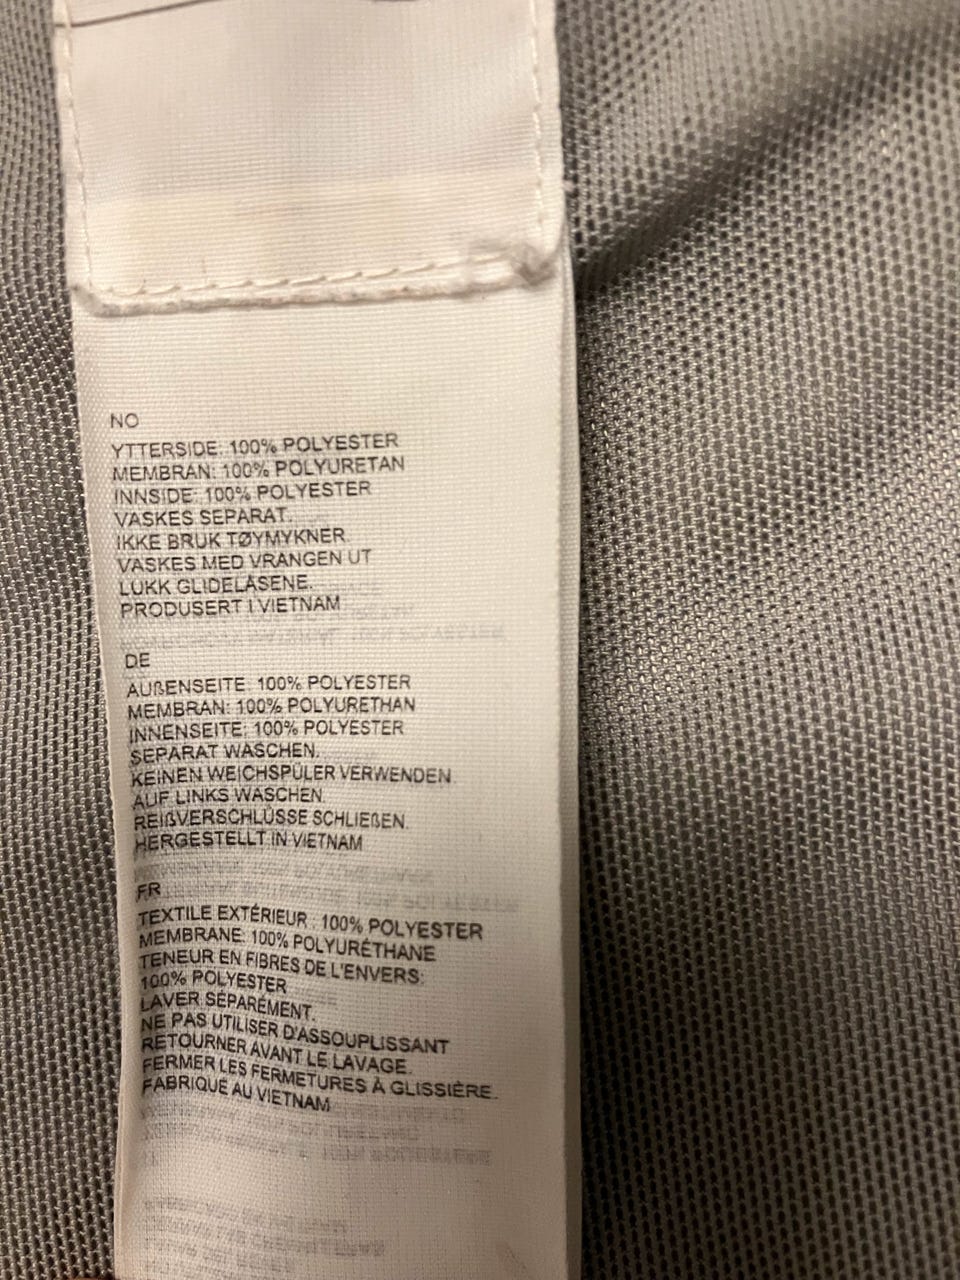 NO
YTTERSIDE: 100% POLYESTER
MEMBRAN: 100% POLYURETAN
INNSIDE: 100% POLYESTER
VASKES SEPARAT.
IKKE BRUK TØYMYKNER.
VASKES MED VRANGEN UT
LUKK GLIDELÅSENE.
PRODUSERT I VIETNAM
DE
AUßENSEITE: 100% POLYESTER
MEMBRAN: 100% POLYURETHAN
INNENSEITE: 100% POLYESTER
SEPARAT WASCHEN.
KEINEN WEICHSPÜLER VERWENDEN.
AUF LINKS WASCHEN.
REIßVERSCHLÜSSE SCHLIEßEN.
HERGESTELLT IN VIETNAM
FR
TEXTILE EXTÉRIEUR : 100% POLYESTER
MEMBRANE: 100% POLYURÉTHANE
TENEUR EN FIBRES DE L'ENVERS:
100% POLYESTER
LAVER SÉPARÉMENT.
NE PAS UTILISER D'ASSOUPLISSANT
RETOURNER AVANT LE LAVAGE.
FERMER LES FERMETURES À GLISSIÈRE.
FABRIQUÉ AU VIETNAM